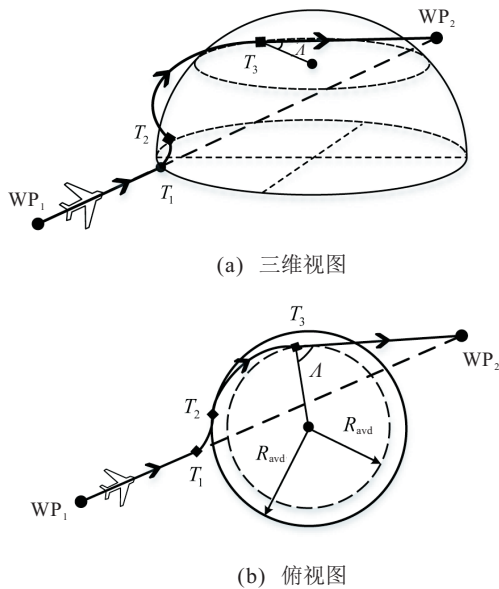 WP₂
Λ
T₃
T₂
WP₁
T₁
(a) 三维视图
T₃
Λ
WP₂
T₂
R_avd
R_avd
T₁
WP₁
(b) 俯视图